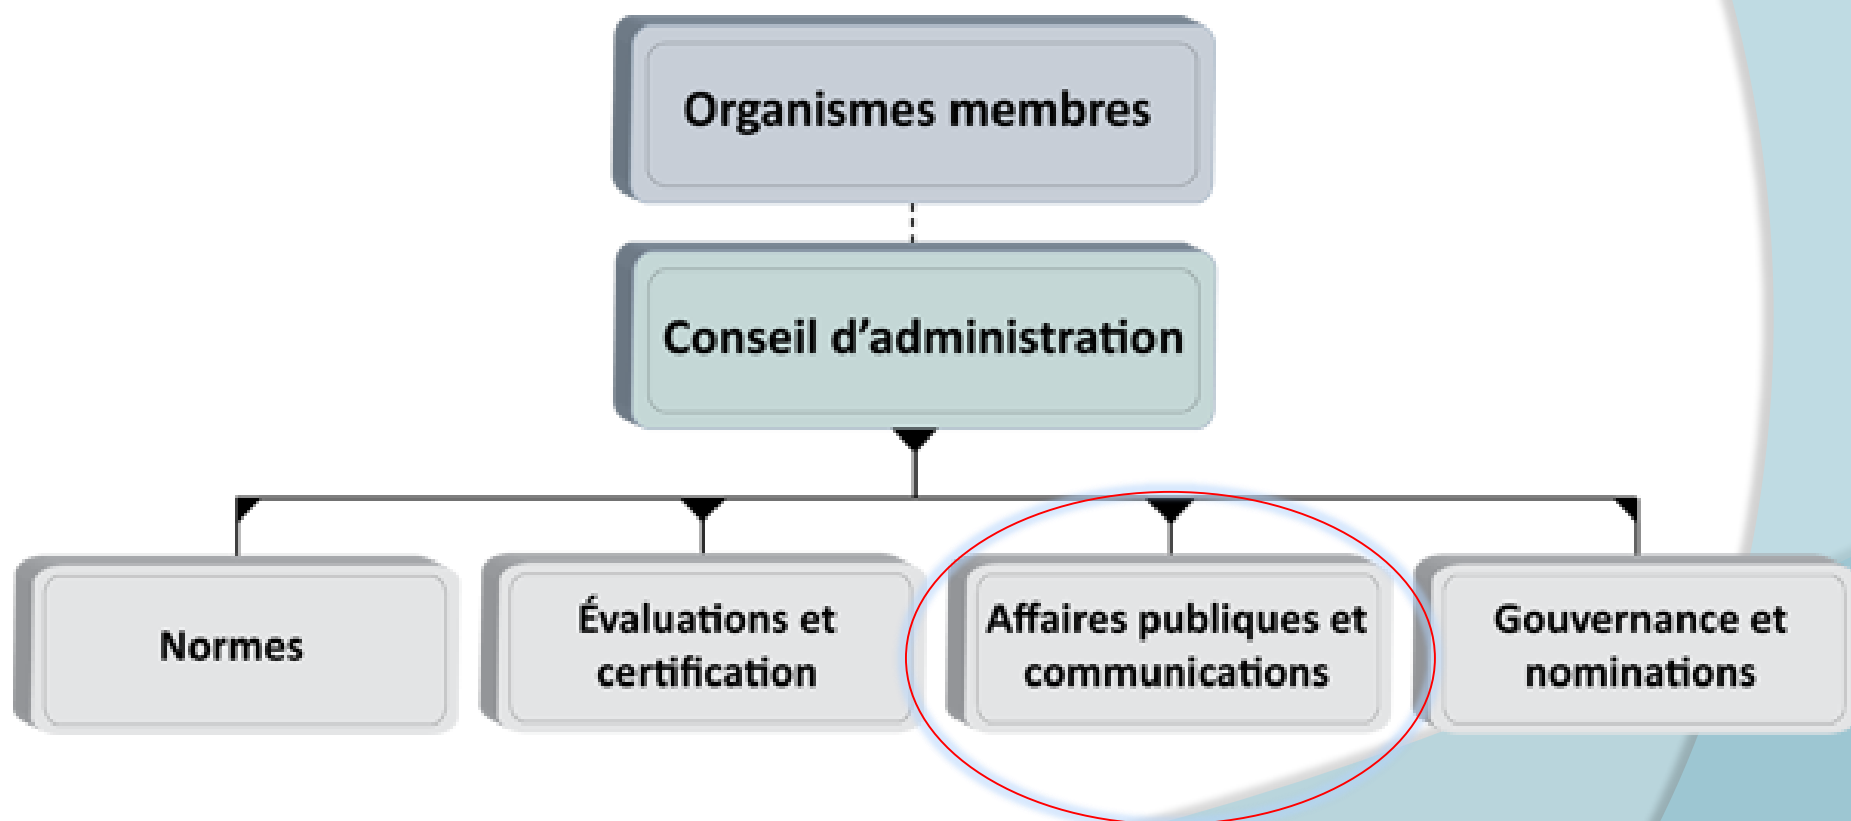 Organismes membres
Conseil d’administration
Normes
Évaluations et
certification
Affaires publiques et
communications
Gouvernance et
nominations